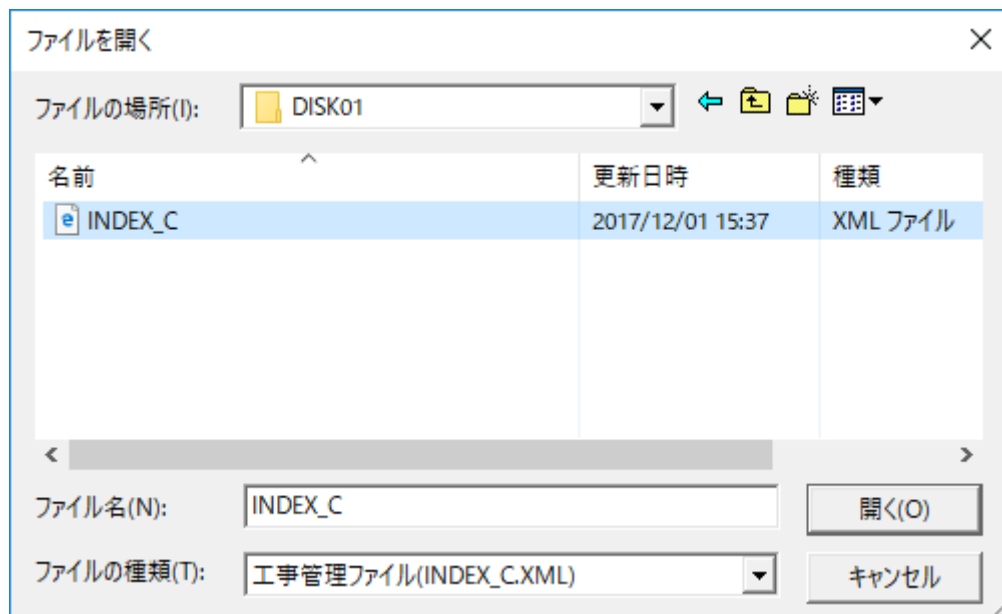 ファイルを開く
ファイルの場所(I): DISK01
名前 更新日時 種類
INDEX_C 2017/12/01 15:37 XML ファイル
ファイル名(N): INDEX_C 開く(O)
ファイルの種類(T): 工事管理ファイル(INDEX_C.XML) キャンセル